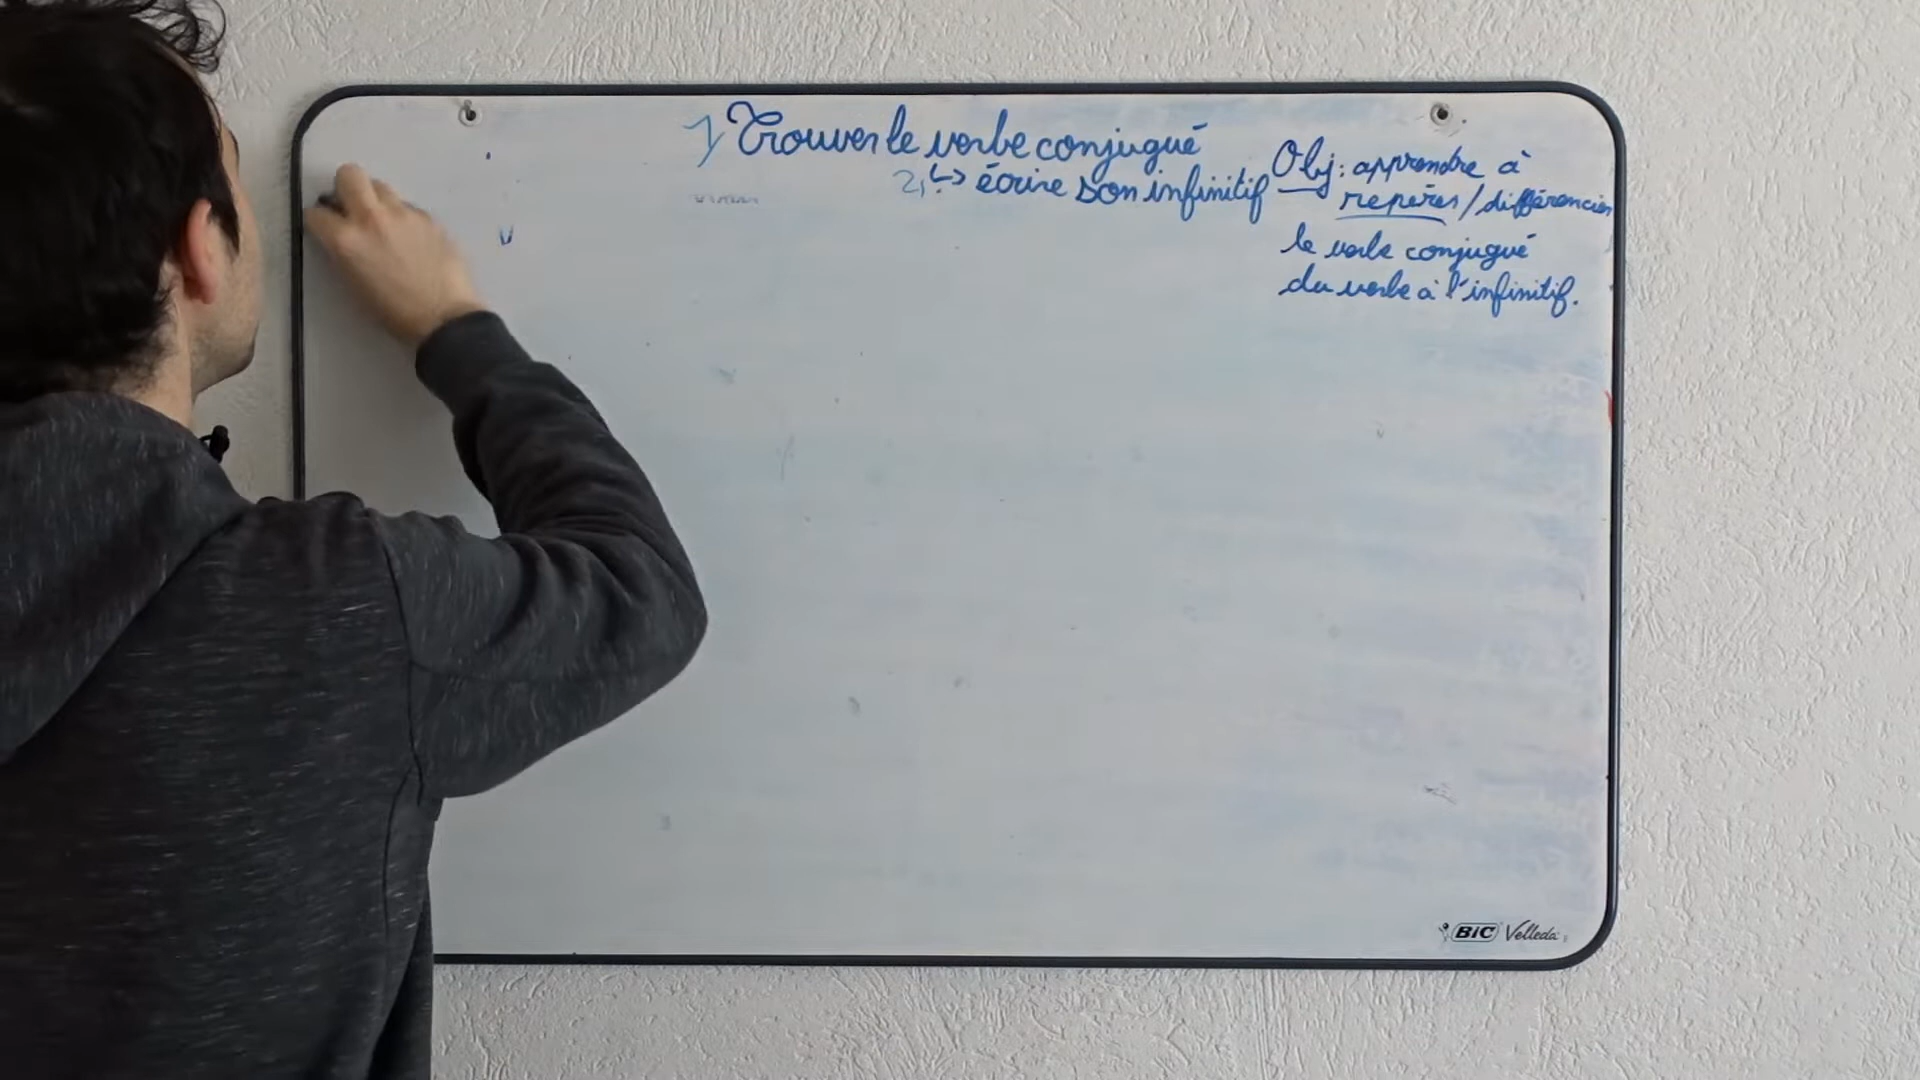 1) Trouver le verbe conjugué
2) ↳ écrire son infinitif
Obj : apprendre à
repérer / différencier
le verbe conjugué
du verbe à l'infinitif.
BIC Velleda